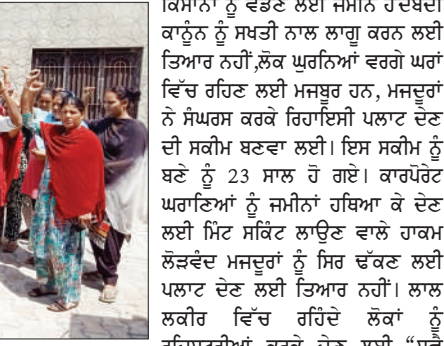 ਕਿਸਾਨਾਂ ਨੂੰ ਵੰਡਣ ਲਈ ਜਮੀਨ ਹੱਦਬੰਦੀ
ਕਾਨੂੰਨ ਨੂੰ ਸਖਤੀ ਨਾਲ ਲਾਗੂ ਕਰਨ ਲਈ
ਤਿਆਰ ਨਹੀਂ,ਲੋਕ ਘੁਰਨਿਆਂ ਵਰਗੇ ਘਰਾਂ
ਵਿੱਚ ਰਹਿਣ ਲਈ ਮਜਬੂਰ ਹਨ, ਮਜਦੂਰਾਂ
ਨੇ ਸੰਘਰਸ ਕਰਕੇ ਰਿਹਾਇਸੀ ਪਲਾਟ ਦੇਣ
ਦੀ ਸਕੀਮ ਬਣਵਾ ਲਈ। ਇਸ ਸਕੀਮ ਨੂੰ
ਬਣੇ ਨੂੰ 23 ਸਾਲ ਹੋ ਗਏ। ਕਾਰਪੋਰੇਟ
ਘਰਾਣਿਆਂ ਨੂੰ ਜਮੀਨਾਂ ਹਥਿਆ ਕੇ ਦੇਣ
ਲਈ ਮਿੰਟ ਸਕਿੰਟ ਲਾਉਣ ਵਾਲੇ ਹਾਕਮ
ਲੋੜਵੰਦ ਮਜਦੂਰਾਂ ਨੂੰ ਸਿਰ ਢੱਕਣ ਲਈ
ਪਲਾਟ ਦੇਣ ਲਈ ਤਿਆਰ ਨਹੀਂ। ਲਾਲ
ਲਕੀਰ ਵਿੱਚ ਰਹਿੰਦੇ ਲੋਕਾਂ ਨੂੰ